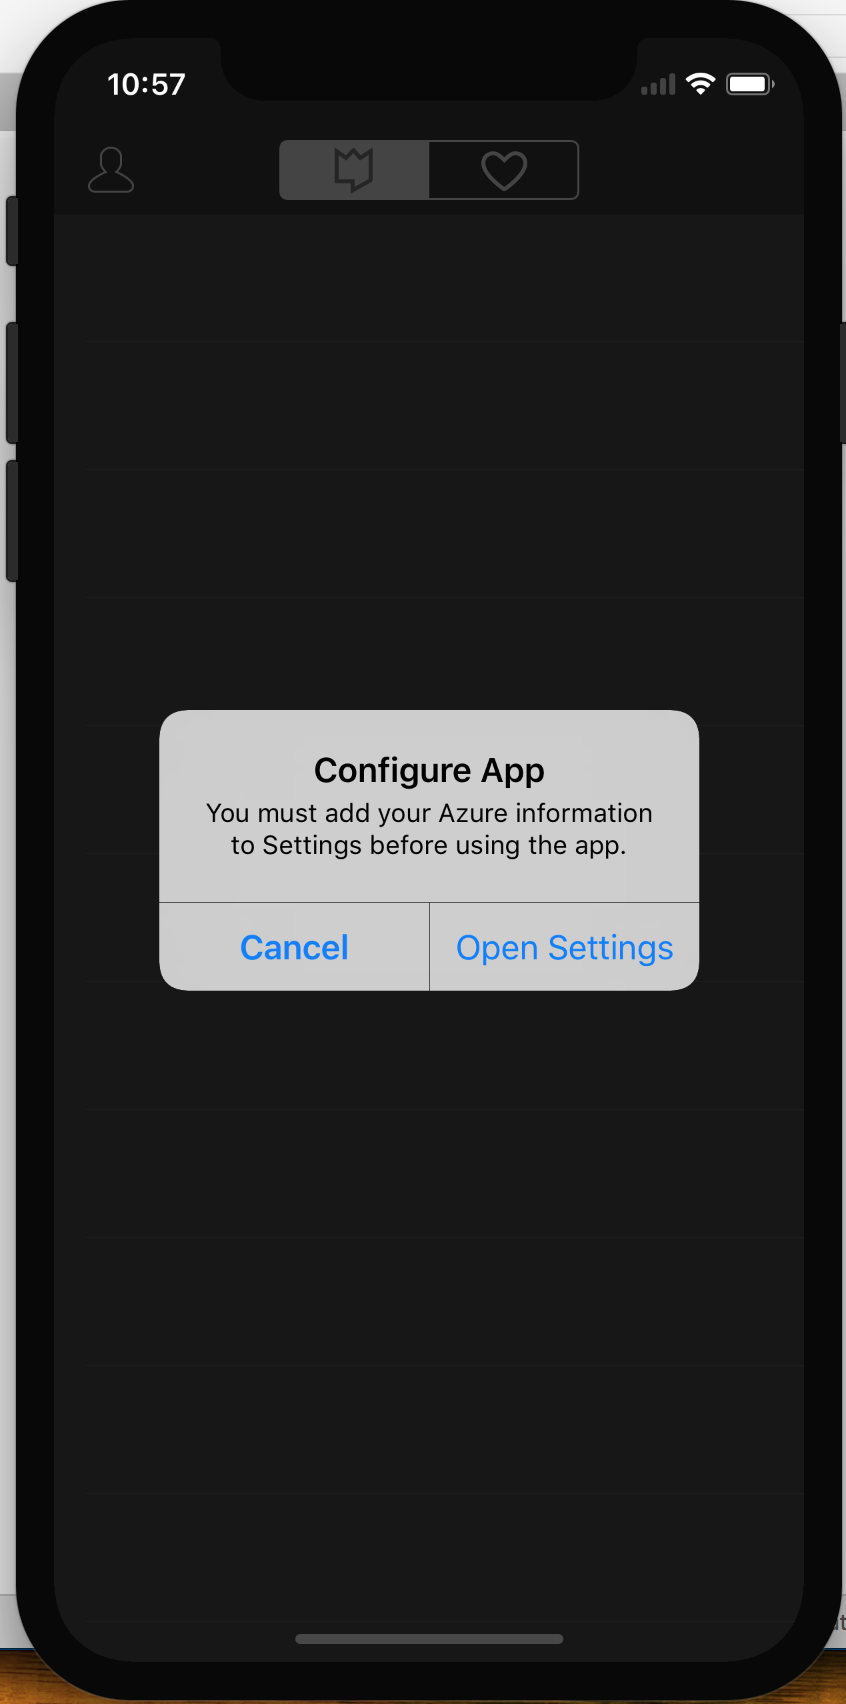 10:57
Configure App
You must add your Azure information
to Settings before using the app.
Cancel
Open Settings